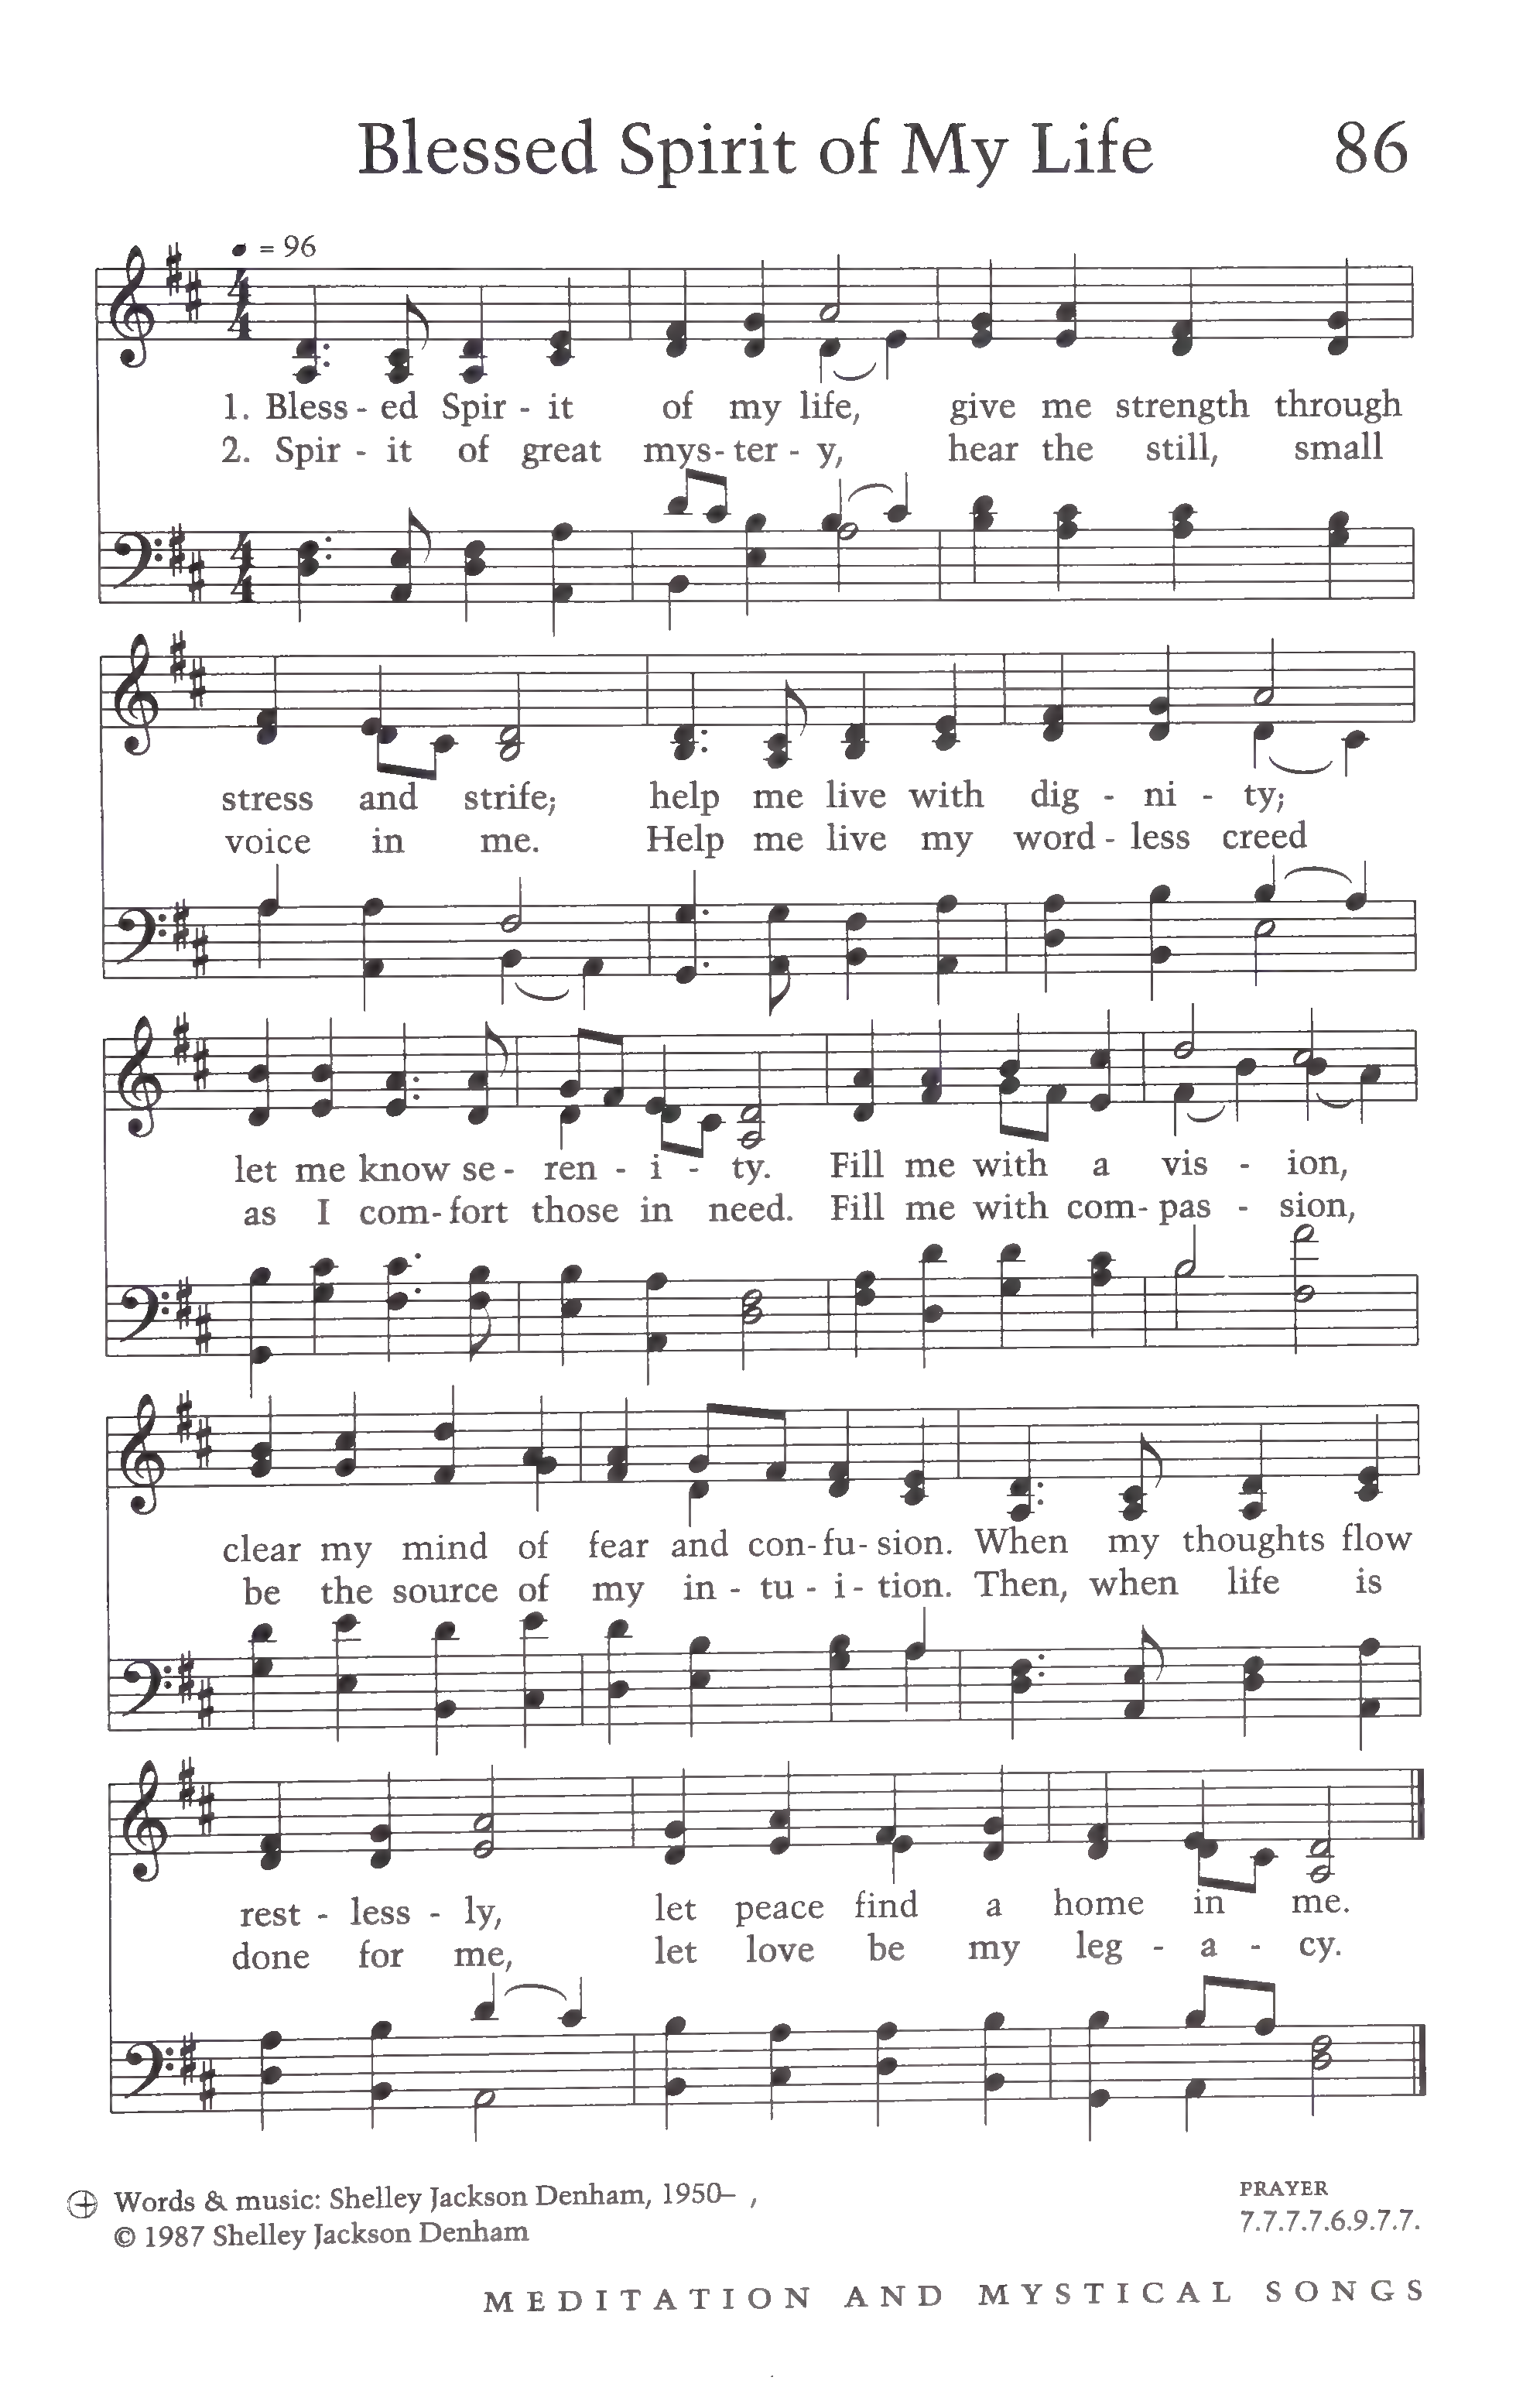 Blessed Spirit of My Life 86
= 96
1. Bless - ed Spir - it of my life, give me strength through
2. Spir - it of great mys- ter - y, hear the still, small
stress and strife; help me live with dig - ni - ty;
voice in me. Help me live my word - less creed
let me know se - ren - i - ty. Fill me with a vis - ion,
as I com- fort those in need. Fill me with com- pas - sion,
clear my mind of fear and con- fu- sion. When my thoughts flow
be the source of my in - tu - i - tion. Then, when life is
rest - less - ly, let peace find a home in me.
done for me, let love be my leg - a - cy.
Words & music: Shelley Jackson Denham, 1950– ,
© 1987 Shelley Jackson Denham
PRAYER
7.7.7.7.6.9.7.7.
MEDITATION AND MYSTICAL SONGS